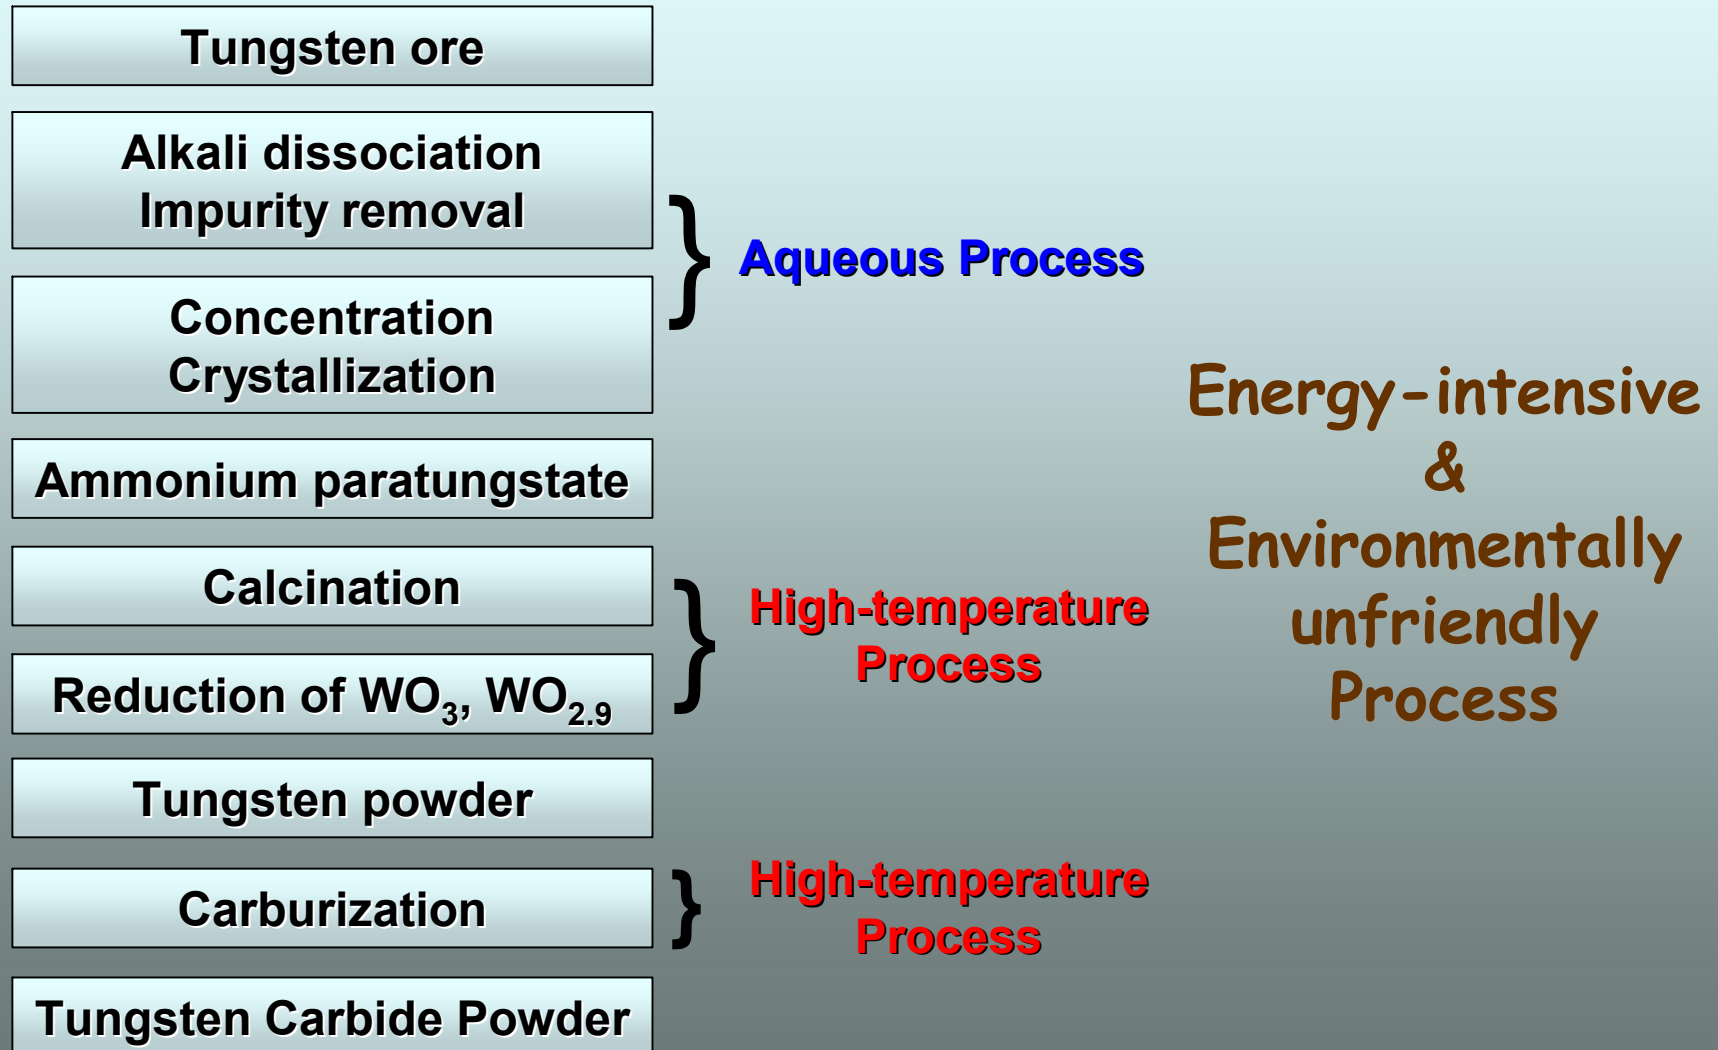 Tungsten ore
Alkali dissociation
Impurity removal
} Aqueous Process
Concentration
Crystallization
Ammonium paratungstate
Calcination
Reduction of WO₃, WO₂.₉
} High-temperature
Process
Tungsten powder
Carburization
} High-temperature
Process
Tungsten Carbide Powder
Energy-intensive
&
Environmentally
unfriendly
Process